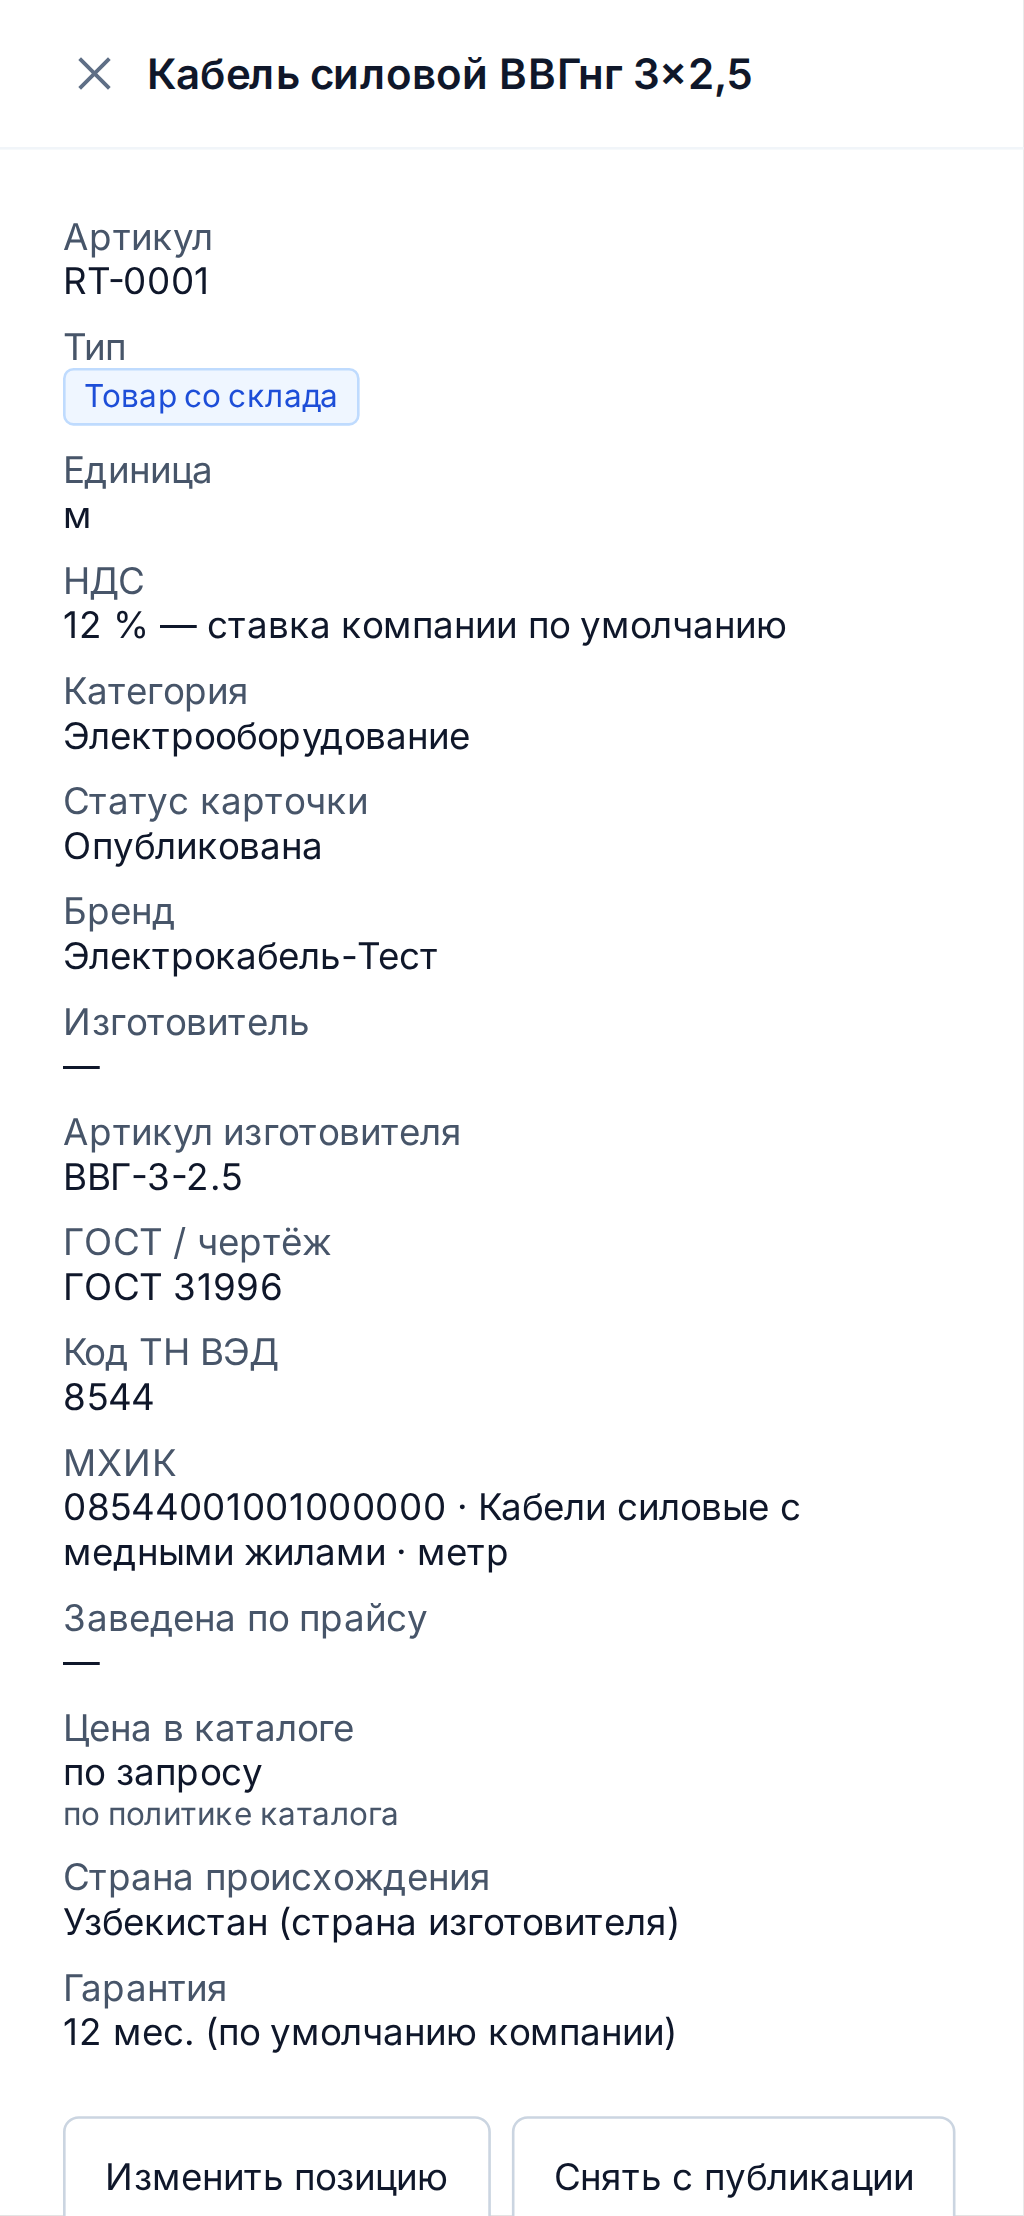 Кабель силовой ВВГнг 3×2,5
Артикул
RT-0001
Тип
Товар со склада
Единица
м
НДС
12 % — ставка компании по умолчанию
Категория
Электрооборудование
Статус карточки
Опубликована
Бренд
Электрокабель-Тест
Изготовитель
—
Артикул изготовителя
ВВГ-3-2.5
ГОСТ / чертёж
ГОСТ 31996
Код ТН ВЭД
8544
МХИК
08544001001000000 · Кабели силовые с
медными жилами · метр
Заведена по прайсу
—
Цена в каталоге
по запросу
по политике каталога
Страна происхождения
Узбекистан (страна изготовителя)
Гарантия
12 мес. (по умолчанию компании)
Изменить позицию
Снять с публикации